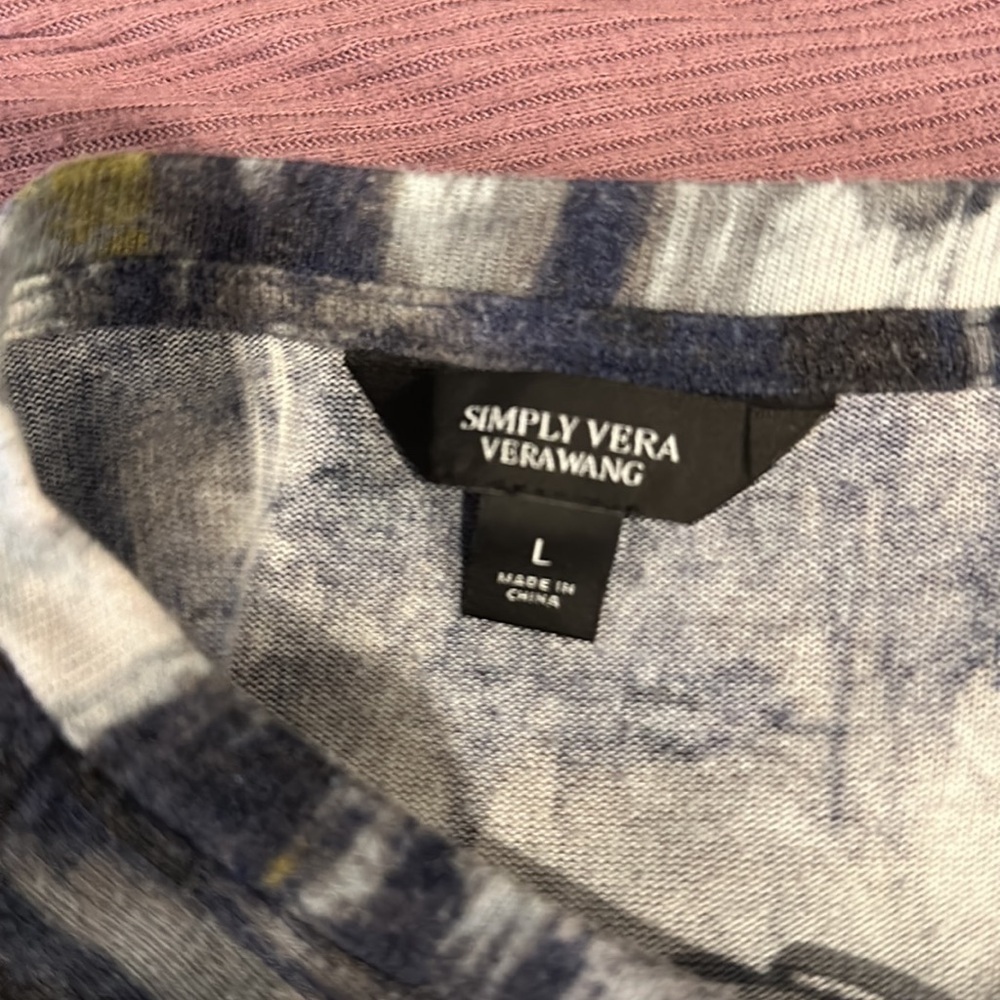 SIMPLY VERA
VERAWANG
L
MADE IN
CHINA